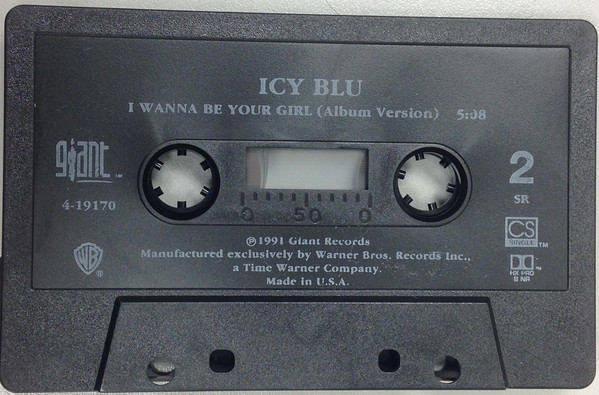 ICY BLU
I WANNA BE YOUR GIRL (Album Version) 5:08
giant
4-19170
2
SR
0 50 0
℗1991 Giant Records
Manufactured exclusively by Warner Bros. Records Inc.,
a Time Warner Company.
Made in U.S.A.
WB
CS
SINGLE TM
HX PRO
B NR